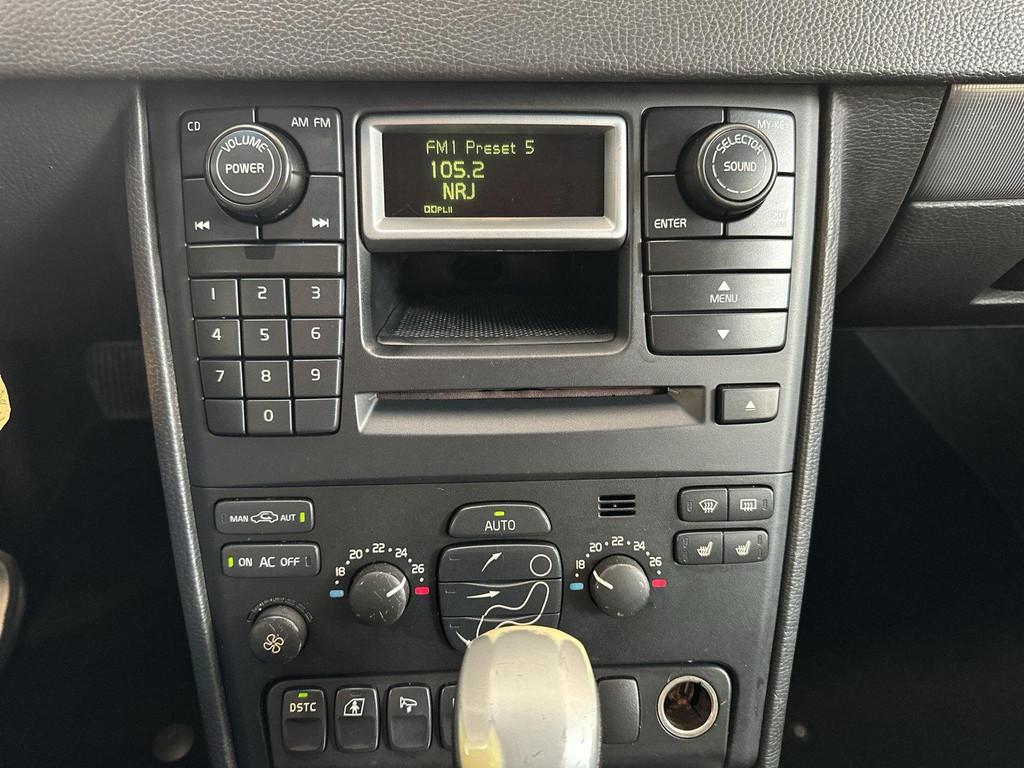 CD
AM FM
VOLUME
POWER
FM1 Preset 5
105.2
NRJ
PLII
MY KEY
SELECTOR
SOUND
ENTER
1 2 3
4 5 6
7 8 9
0
MENU
MAN AUT
AUTO
ON AC OFF
18 20 22 24 26
18 20 22 24 26
DSTC